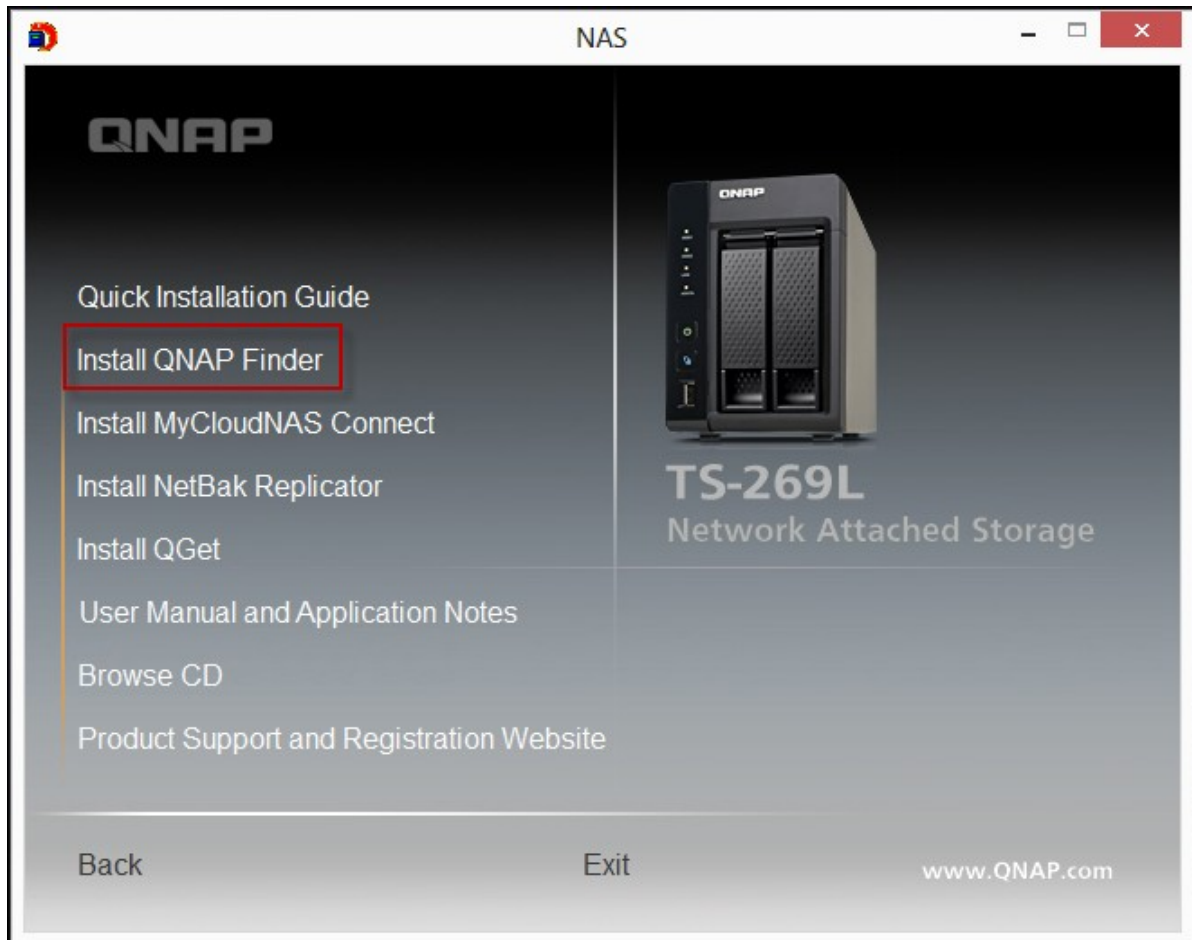 NAS
QNAP
QNAP
Quick Installation Guide
Install QNAP Finder
Install MyCloudNAS Connect
Install NetBak Replicator
Install QGet
User Manual and Application Notes
Browse CD
Product Support and Registration Website
TS-269L
Network Attached Storage
Back
Exit
www.QNAP.com